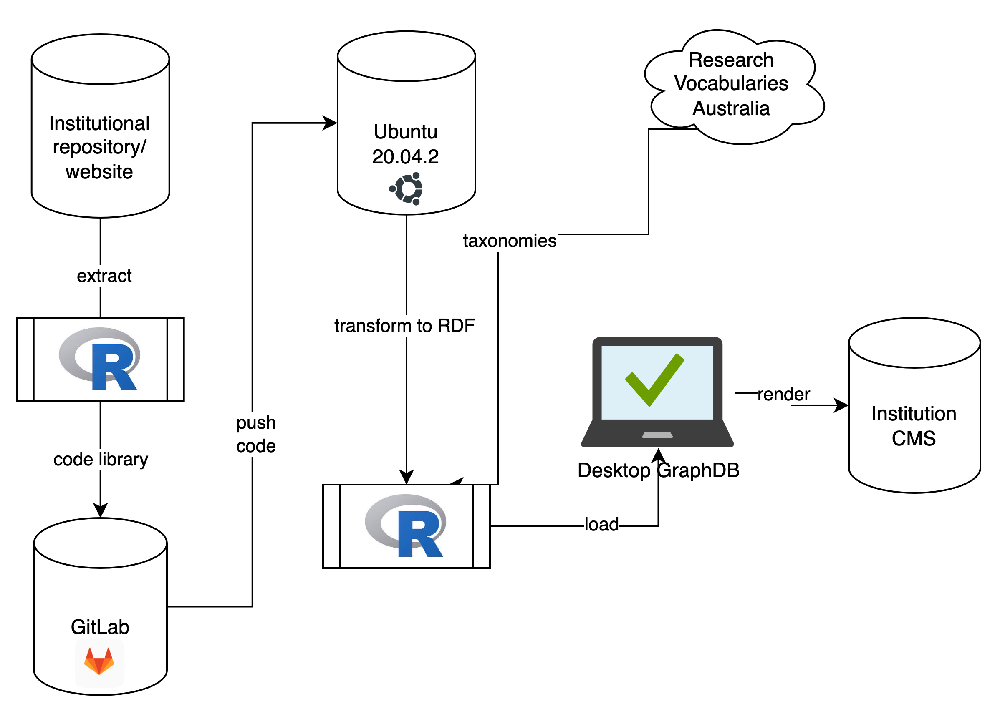 Institutional
repository/
website
extract
R
code library
GitLab
push
code
Ubuntu
20.04.2
transform to RDF
R
Research
Vocabularies
Australia
taxonomies
load
Desktop GraphDB
render
Institution
CMS